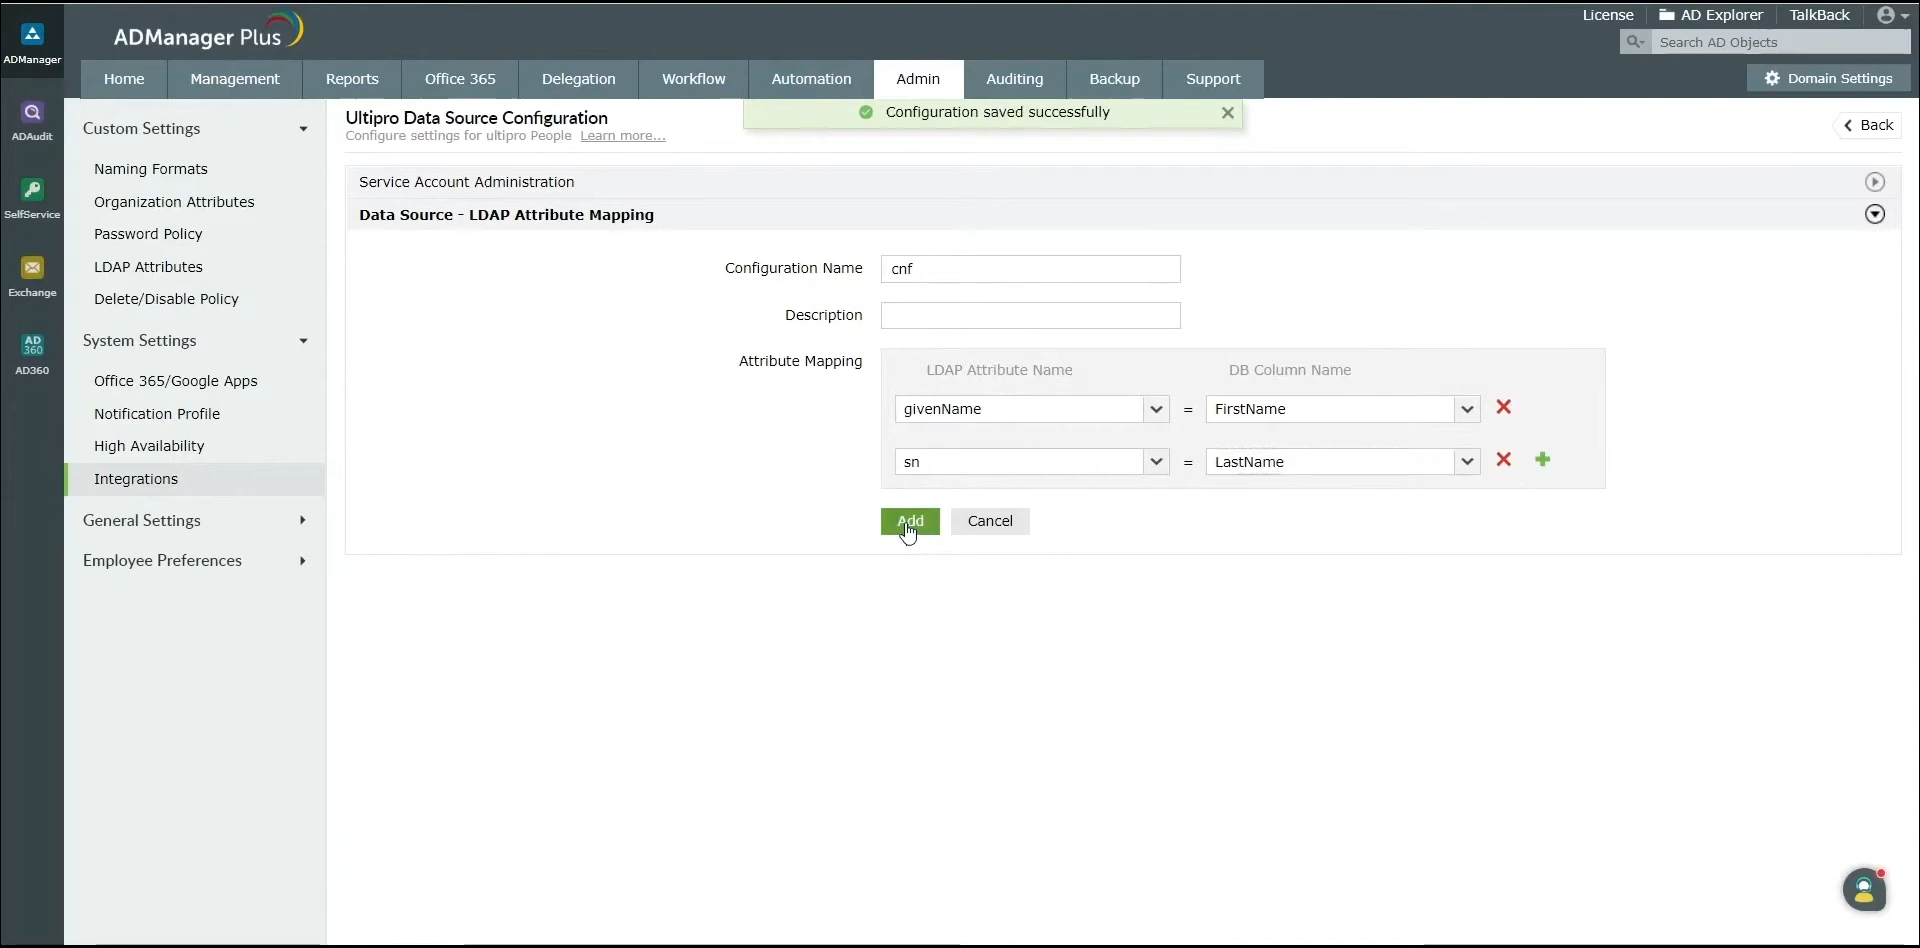 License
AD Explorer
TalkBack
ADManager
ADManager Plus
Search AD Objects
Home
Management
Reports
Office 365
Delegation
Workflow
Automation
Admin
Auditing
Backup
Support
Domain Settings
ADAudit
SelfService
Exchange
AD
360
AD360
Custom Settings
Naming Formats
Organization Attributes
Password Policy
LDAP Attributes
Delete/Disable Policy
System Settings
Office 365/Google Apps
Notification Profile
High Availability
Integrations
General Settings
Employee Preferences
Configuration saved successfully
Ultipro Data Source Configuration
Configure settings for ultipro People Learn more...
Back
Service Account Administration
Data Source - LDAP Attribute Mapping
Configuration Name cnf
Description
Attribute Mapping
LDAP Attribute Name DB Column Name
givenName = FirstName
sn = LastName
Add Cancel